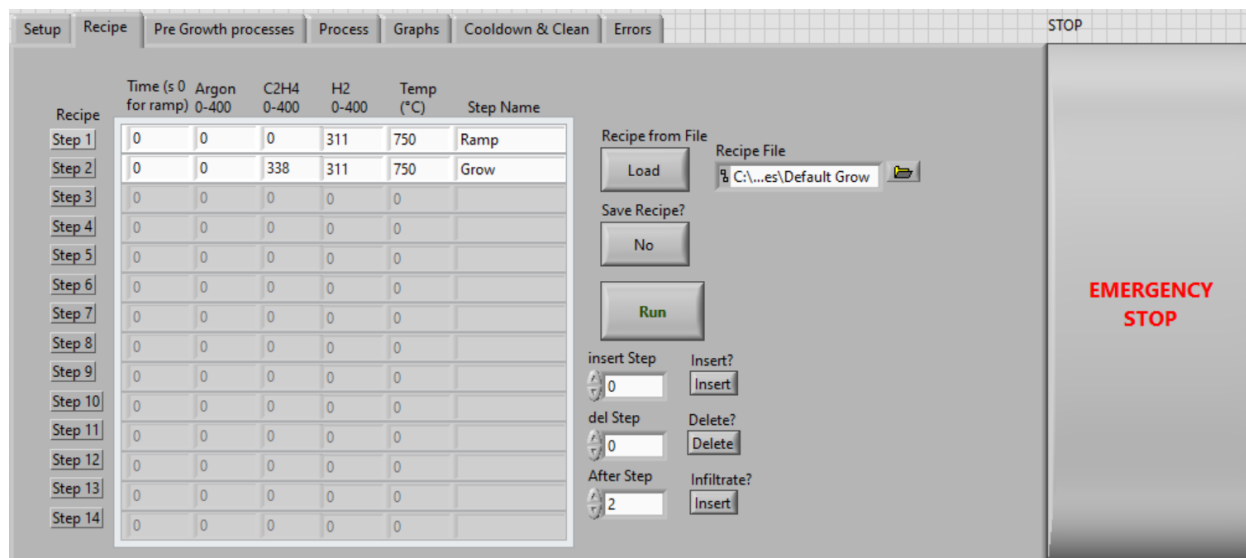 Setup Recipe Pre Growth processes Process Graphs Cooldown & Clean Errors
STOP
Time (s 0 for ramp) Argon 0-400 C2H4 0-400 H2 0-400 Temp (°C) Step Name
Recipe
Step 1 0 0 0 311 750 Ramp
Step 2 0 0 338 311 750 Grow
Step 3 0 0 0 0 0
Step 4 0 0 0 0 0
Step 5 0 0 0 0 0
Step 6 0 0 0 0 0
Step 7 0 0 0 0 0
Step 8 0 0 0 0 0
Step 9 0 0 0 0 0
Step 10 0 0 0 0 0
Step 11 0 0 0 0 0
Step 12 0 0 0 0 0
Step 13 0 0 0 0 0
Step 14 0 0 0 0 0
Recipe from File
Load
Recipe File
C:\...es\Default Grow
Save Recipe?
No
Run
insert Step Insert?
0 Insert
del Step Delete?
0 Delete
After Step Infiltrate?
2 Insert
EMERGENCY
STOP